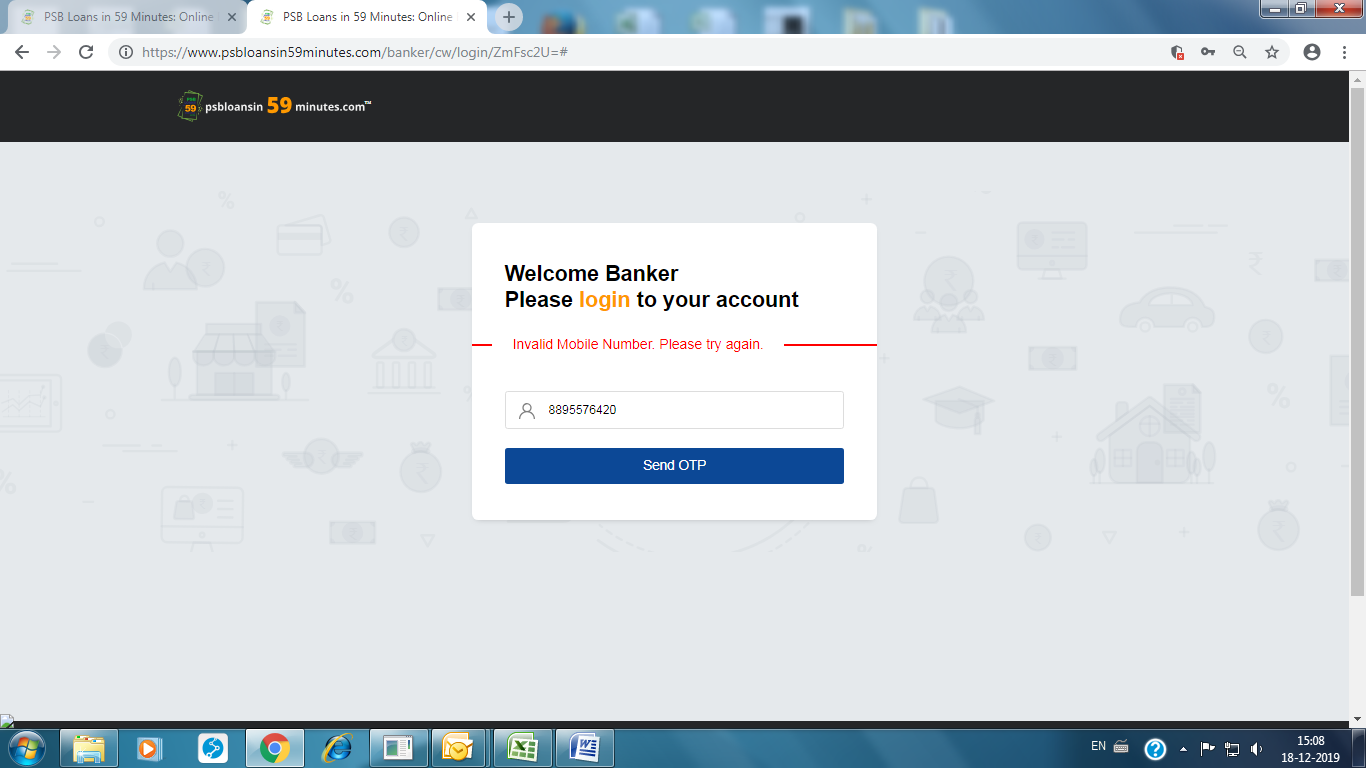 PSB Loans in 59 Minutes: Online
PSB Loans in 59 Minutes: Online
https://www.psbloansin59minutes.com/banker/cw/login/ZmFsc2U=#
PSB
59
psbloansin 59 minutes.com™
Welcome Banker
Please login to your account
Invalid Mobile Number. Please try again.
8895576420
Send OTP
EN
15:08
18-12-2019